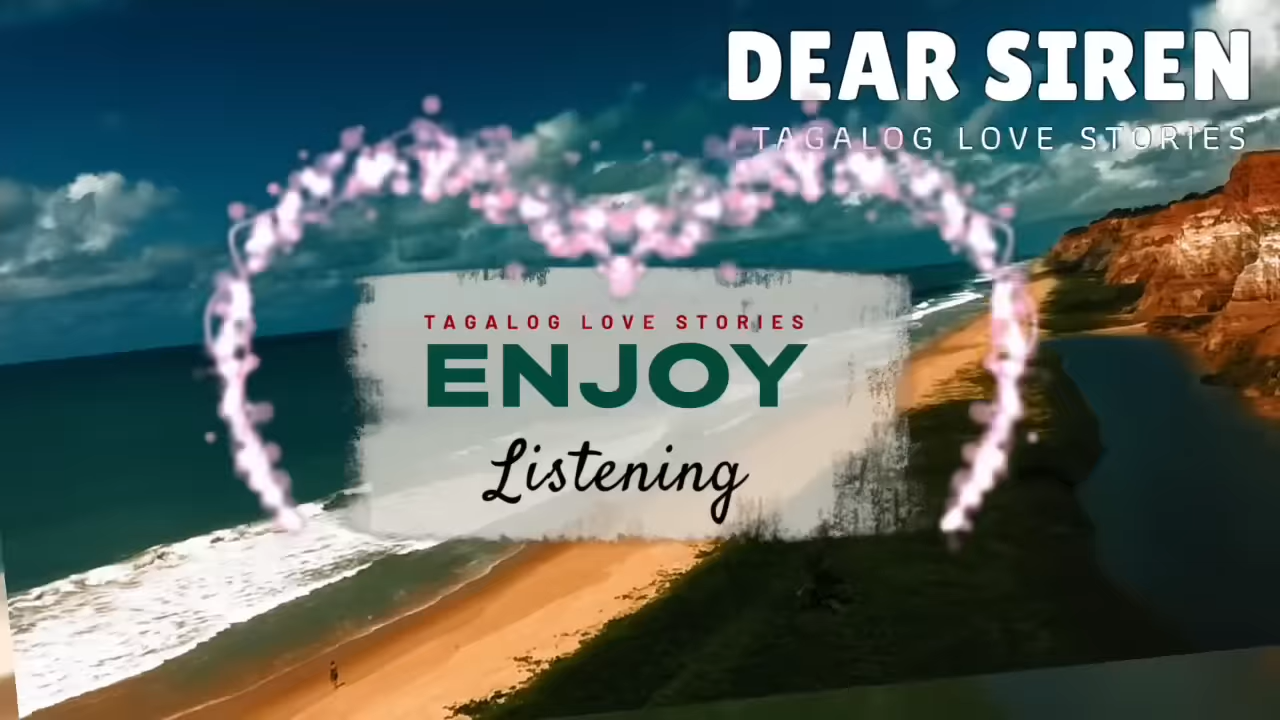 DEAR SIREN
TAGALOG LOVE STORIES
TAGALOG LOVE STORIES
ENJOY
Listening